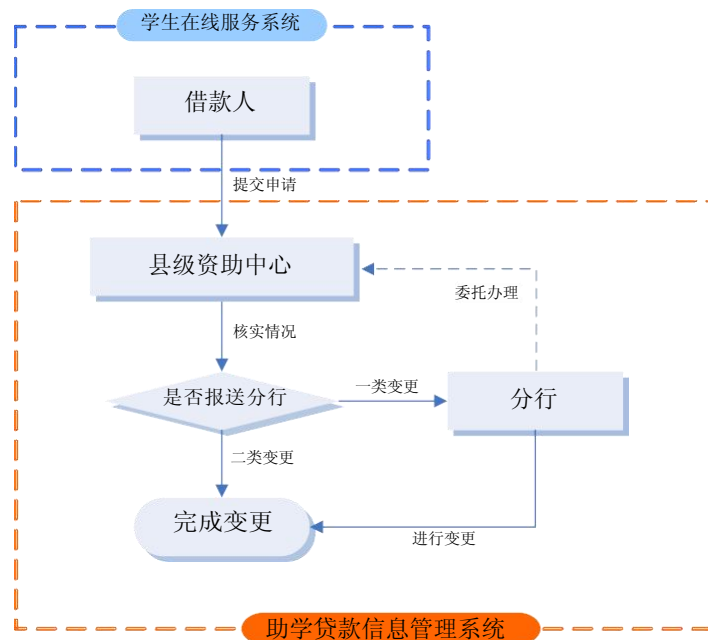 学生在线服务系统
借款人
提交申请
县级资助中心
委托办理
核实情况
是否报送分行
一类变更
分行
二类变更
完成变更
进行变更
助学贷款信息管理系统